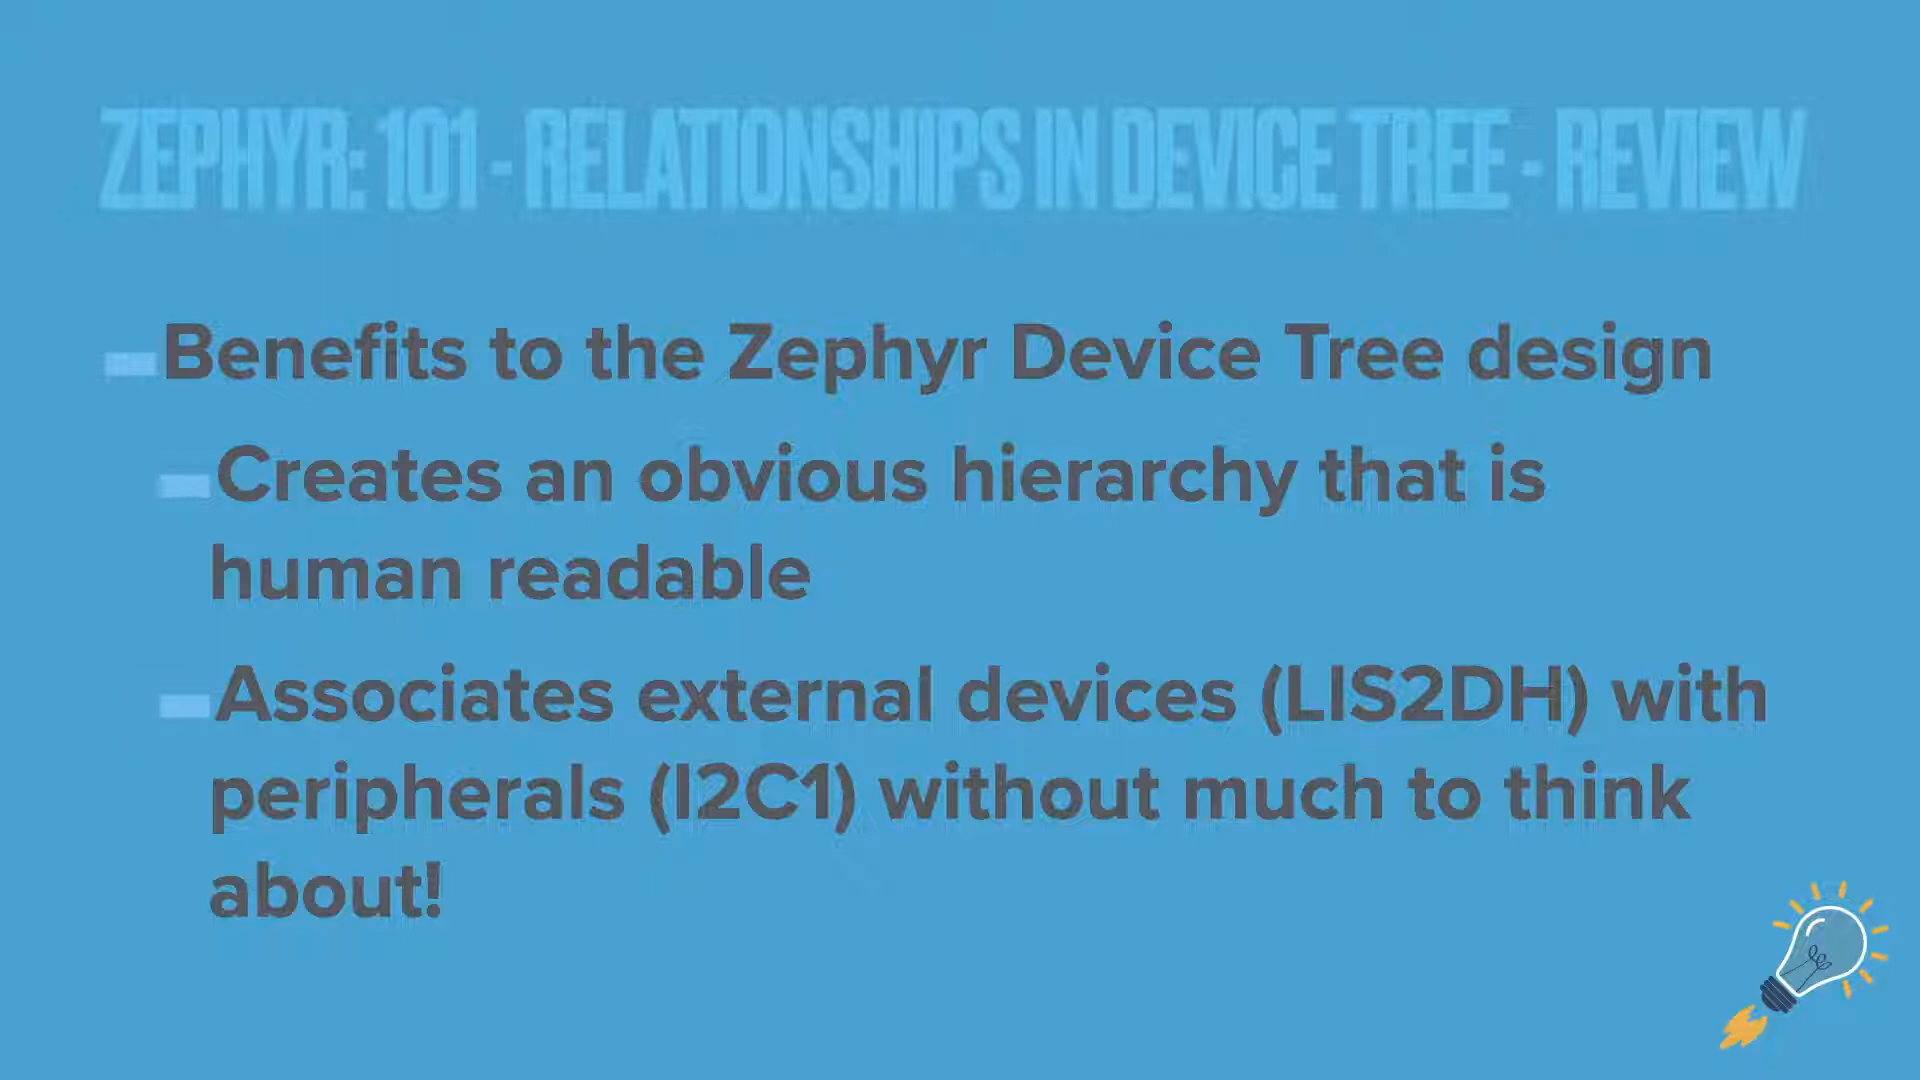 ZEPHYR: 101 - RELATIONSHIPS IN DEVICE TREE - REVIEW
Benefits to the Zephyr Device Tree design
Creates an obvious hierarchy that is
human readable
Associates external devices (LIS2DH) with
peripherals (I2C1) without much to think
about!